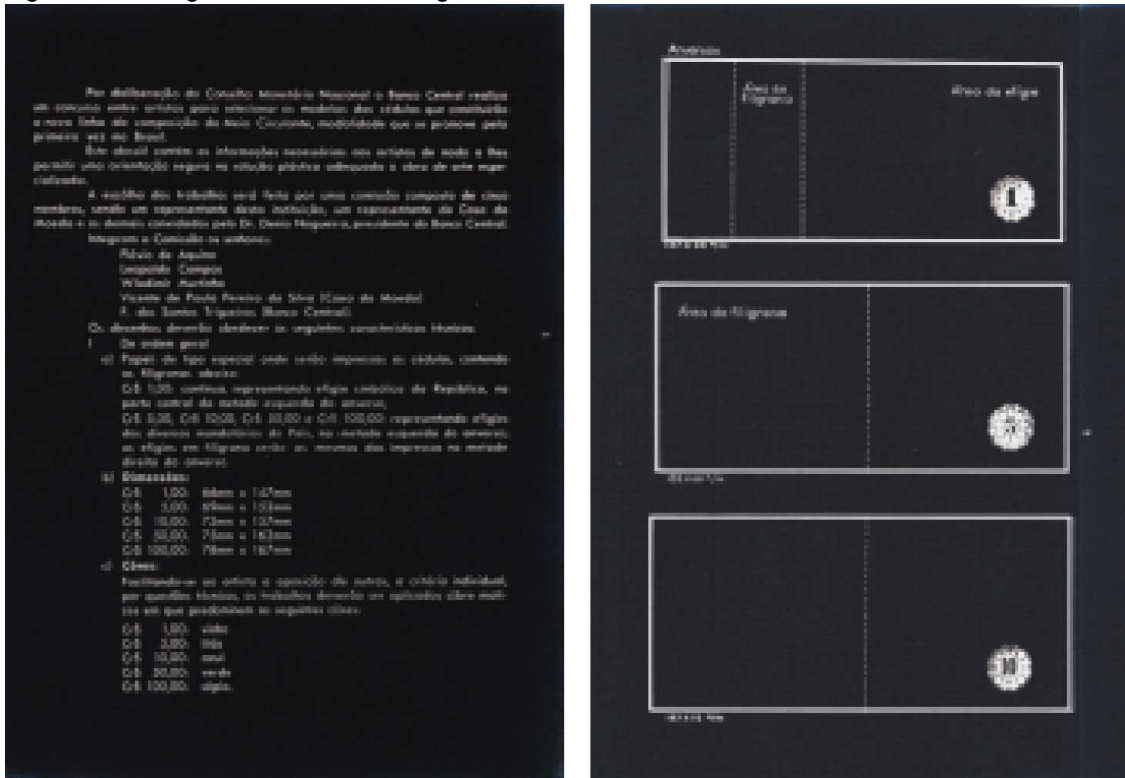 Por deliberação do Conselho Monetário Nacional o Banco Central realiza
um concurso entre artistas para selecionar os modelos das cédulas que constituirão
a nova linha de composição do Meio Circulante, modalidade que se promove pela
primeira vez no Brasil.
Este contém as informações necessárias aos artistas de modo a lhes
permitir uma orientação segura na solução plástica adequada à obra de arte espe-
cializada.
A escolha dos trabalhos será feita por uma comissão composta de cinco
membros, sendo um representante desta instituição, um representante da Casa da
Moeda e os demais convidados pelo Dr. Denio Nogueira, presidente do Banco Central.
Integram a Comissão os senhores:
Flávio de Aquino
Leopoldo Campos
Wladimir Murtinho
Vicente de Paula Pereira da Silva (Casa da Moeda)
F. dos Santos Trigueiros (Banco Central).
Os desenhos deverão obedecer às seguintes características técnicas:
I De ordem geral
a) Papel: de tipo especial onde serão impressas as cédulas, contendo
as filigranas abaixo:
Cr$ 1,00: contínua, representando efígie simbólica da República, na
parte central da metade esquerda do anverso;
Cr$ 5,00, Cr$ 10,00, Cr$ 50,00 e Cr$ 100,00: representando efígies
dos diversos mandatários do País, na metade esquerda do anverso;
as efígies em filigrana serão as mesmas das impressas na metade
direita do anverso.
b) Dimensões:
Cr$ 1,00: 66mm x 147mm
Cr$ 5,00: 69mm x 152mm
Cr$ 10,00: 72mm x 157mm
Cr$ 50,00: 75mm x 162mm
Cr$ 100,00: 78mm x 167mm
c) Côres:
Facultando-se ao artista a aposição de outras, a critério individual,
por questões técnicas, os trabalhos deverão ser aplicados sôbre mati-
zes em que predominem as seguintes côres:
Cr$ 1,00:
Cr$ 5,00:
Cr$ 10,00: azul
Cr$ 50,00: verde
Cr$ 100,00:
Anverso
Área da
filigrana
Área da efígie
1
Área da filigrana
5
10